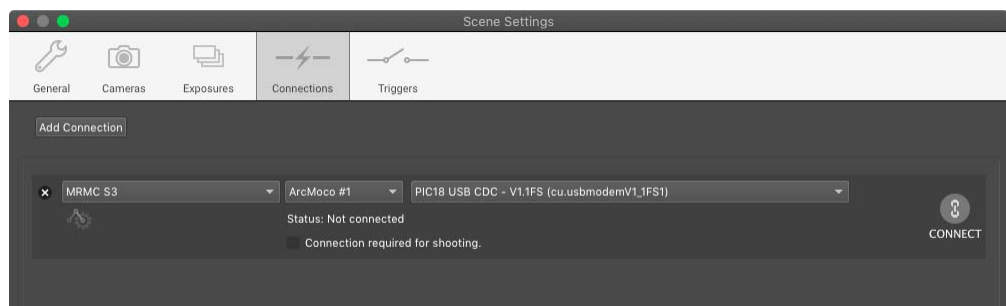 Scene Settings
General
Cameras
Exposures
Connections
Triggers
Add Connection
MRMC S3
ArcMoco #1
PIC18 USB CDC - V1.1FS (cu.usbmodemV1_1FS1)
Status: Not connected
CONNECT
Connection required for shooting.